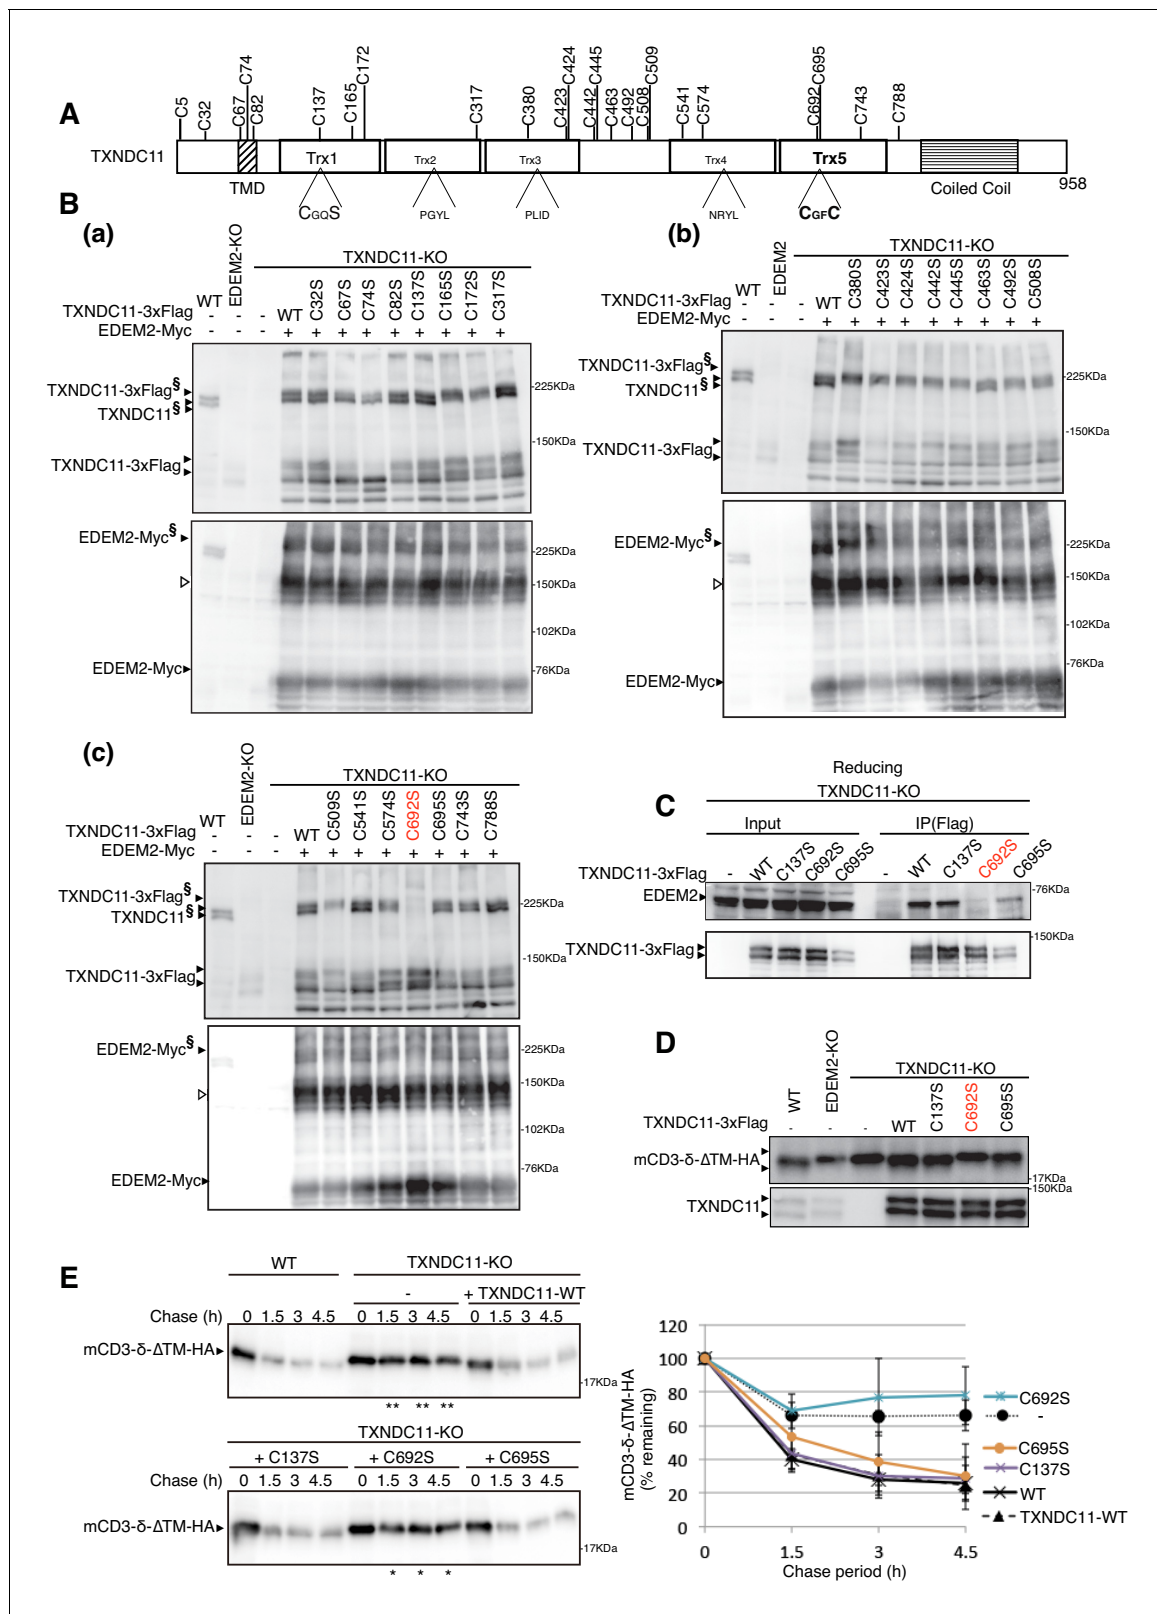 A
C5
C32
C67
C74
C82
C137
C165
C172
C317
C380
C423
C424
C442
C445
C463
C492
C508
C509
C541
C574
C692
C695
C743
C788
TXNDC11
Trx1
Trx2
Trx3
Trx4
Trx5
TMD
Coiled Coil
958
CGQS
PGYL
PLID
NRYL
CGFC
B
(a)
TXNDC11-KO
WT
EDEM2-KO
TXNDC11-3xFlag - - - WT C32S C67S C74S C82S C137S C165S C172S C317S
EDEM2-Myc - - - + + + + + + + + +
TXNDC11-3xFlag§
TXNDC11§
TXNDC11-3xFlag
-225KDa
-150KDa
EDEM2-Myc§
EDEM2-Myc
-225KDa
-150KDa
-102KDa
-76KDa
(b)
TXNDC11-KO
WT
EDEM2
TXNDC11-3xFlag - - - WT C380S C423S C424S C442S C445S C463S C492S C508S
EDEM2-Myc - - - + + + + + + + + +
TXNDC11-3xFlag§
TXNDC11§
TXNDC11-3xFlag
-225KDa
-150KDa
EDEM2-Myc§
EDEM2-Myc
-225KDa
-150KDa
-102KDa
-76KDa
(c)
TXNDC11-KO
WT
EDEM2-KO
TXNDC11-3xFlag - - - WT C509S C541S C574S C692S C695S C743S C788S
EDEM2-Myc - - - + + + + + + + +
TXNDC11-3xFlag§
TXNDC11§
TXNDC11-3xFlag
-225KDa
-150KDa
EDEM2-Myc§
EDEM2-Myc
-225KDa
-150KDa
-102KDa
-76KDa
C
Reducing
TXNDC11-KO
Input
IP(Flag)
TXNDC11-3xFlag - WT C137S C692S C695S - WT C137S C692S C695S
EDEM2
-76KDa
TXNDC11-3xFlag
-150KDa
D
WT
EDEM2-KO
TXNDC11-KO
TXNDC11-3xFlag - - - WT C137S C692S C695S
mCD3-δ-ΔTM-HA
17KDa
150KDa
TXNDC11
E
WT
TXNDC11-KO
- + TXNDC11-WT
Chase (h) 0 1.5 3 4.5 0 1.5 3 4.5 0 1.5 3 4.5
mCD3-δ-ΔTM-HA
-17KDa
** ** **
TXNDC11-KO
+ C137S + C692S + C695S
Chase (h) 0 1.5 3 4.5 0 1.5 3 4.5 0 1.5 3 4.5
mCD3-δ-ΔTM-HA
-17KDa
* * *
mCD3-δ-ΔTM-HA
(% remaining)
120
100
80
60
40
20
0
0 1.5 3 4.5
Chase period (h)
C692S
-
C695S
C137S
WT
TXNDC11-WT